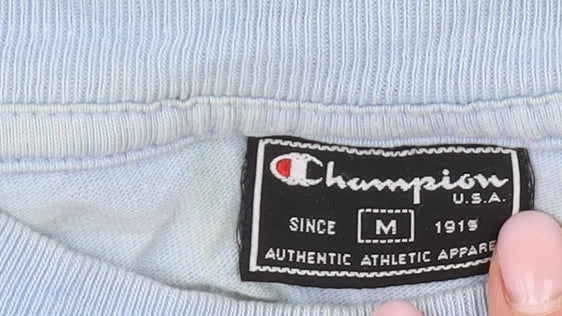 Champion
U.S.A.
SINCE M 1919
AUTHENTIC ATHLETIC APPARE